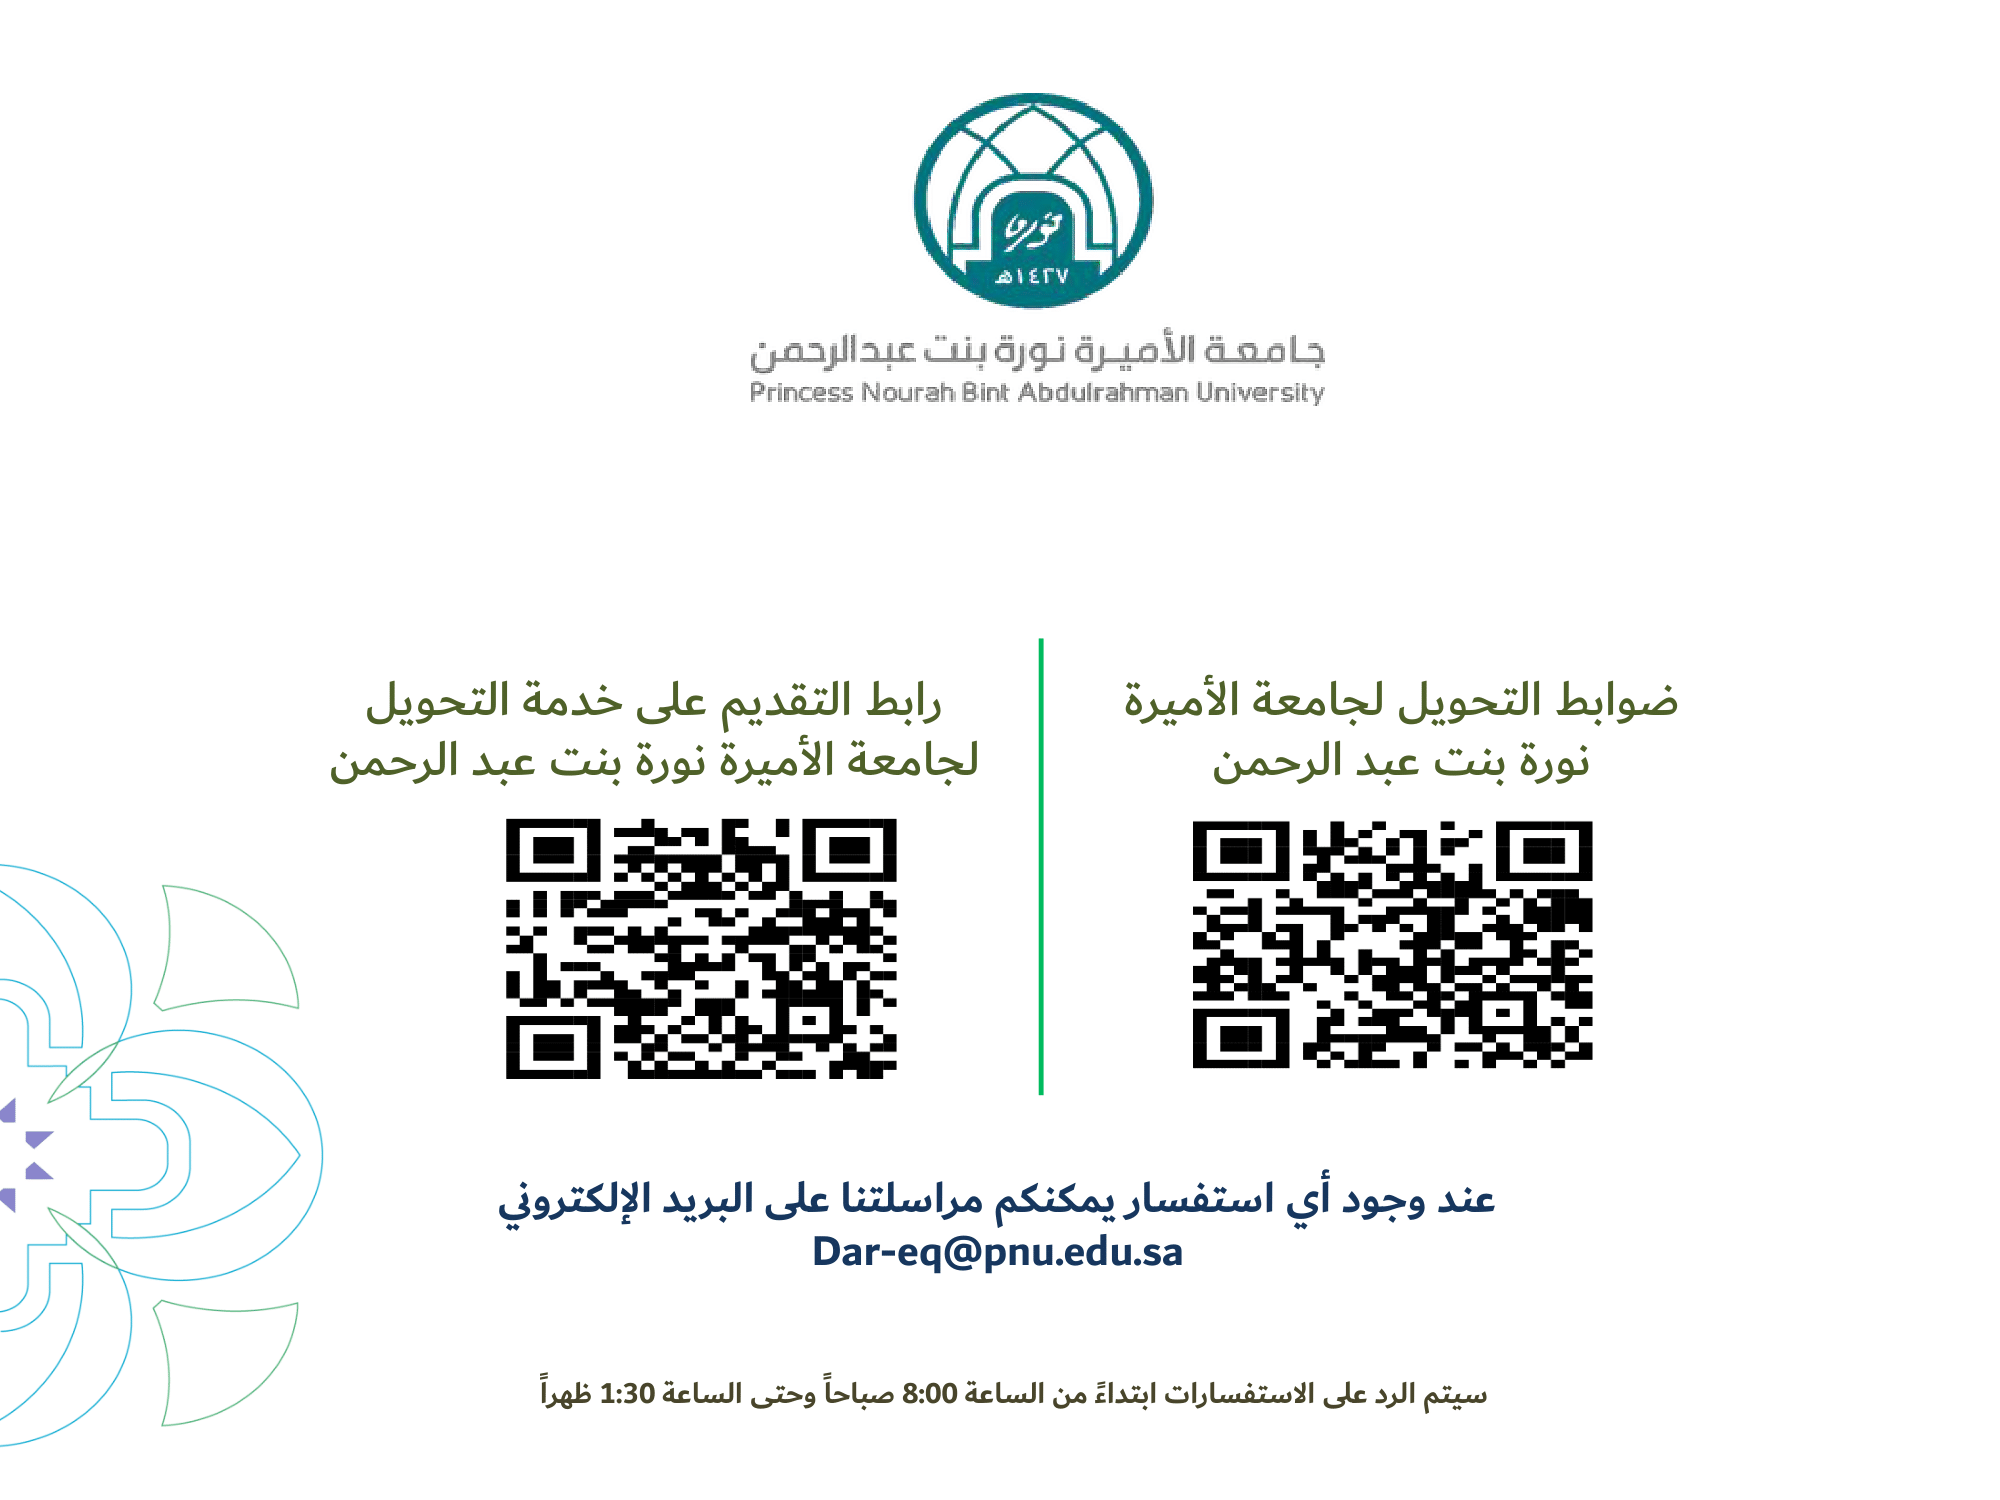 نورة
١٤٢٧هـ
جامعة الأميرة نورة بنت عبدالرحمن
Princess Nourah Bint Abdulrahman University
ضوابط التحويل لجامعة الأميرة
نورة بنت عبد الرحمن
رابط التقديم على خدمة التحويل
لجامعة الأميرة نورة بنت عبد الرحمن
عند وجود أي استفسار يمكنكم مراسلتنا على البريد الإلكتروني
Dar-eq@pnu.edu.sa
سيتم الرد على الاستفسارات ابتداءً من الساعة 8:00 صباحاً وحتى الساعة 1:30 ظهراً